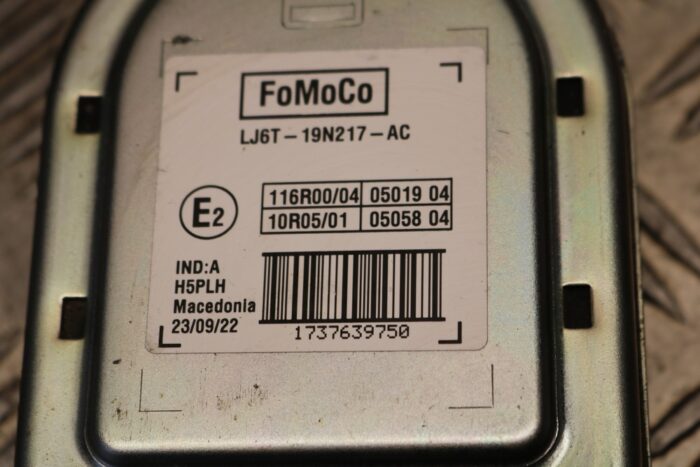 FoMoCo
LJ6T-19N217-AC
E2
116R00/04 05019 04
10R05/01 05058 04
IND:A
H5PLH
Macedonia
23/09/22
1737639750